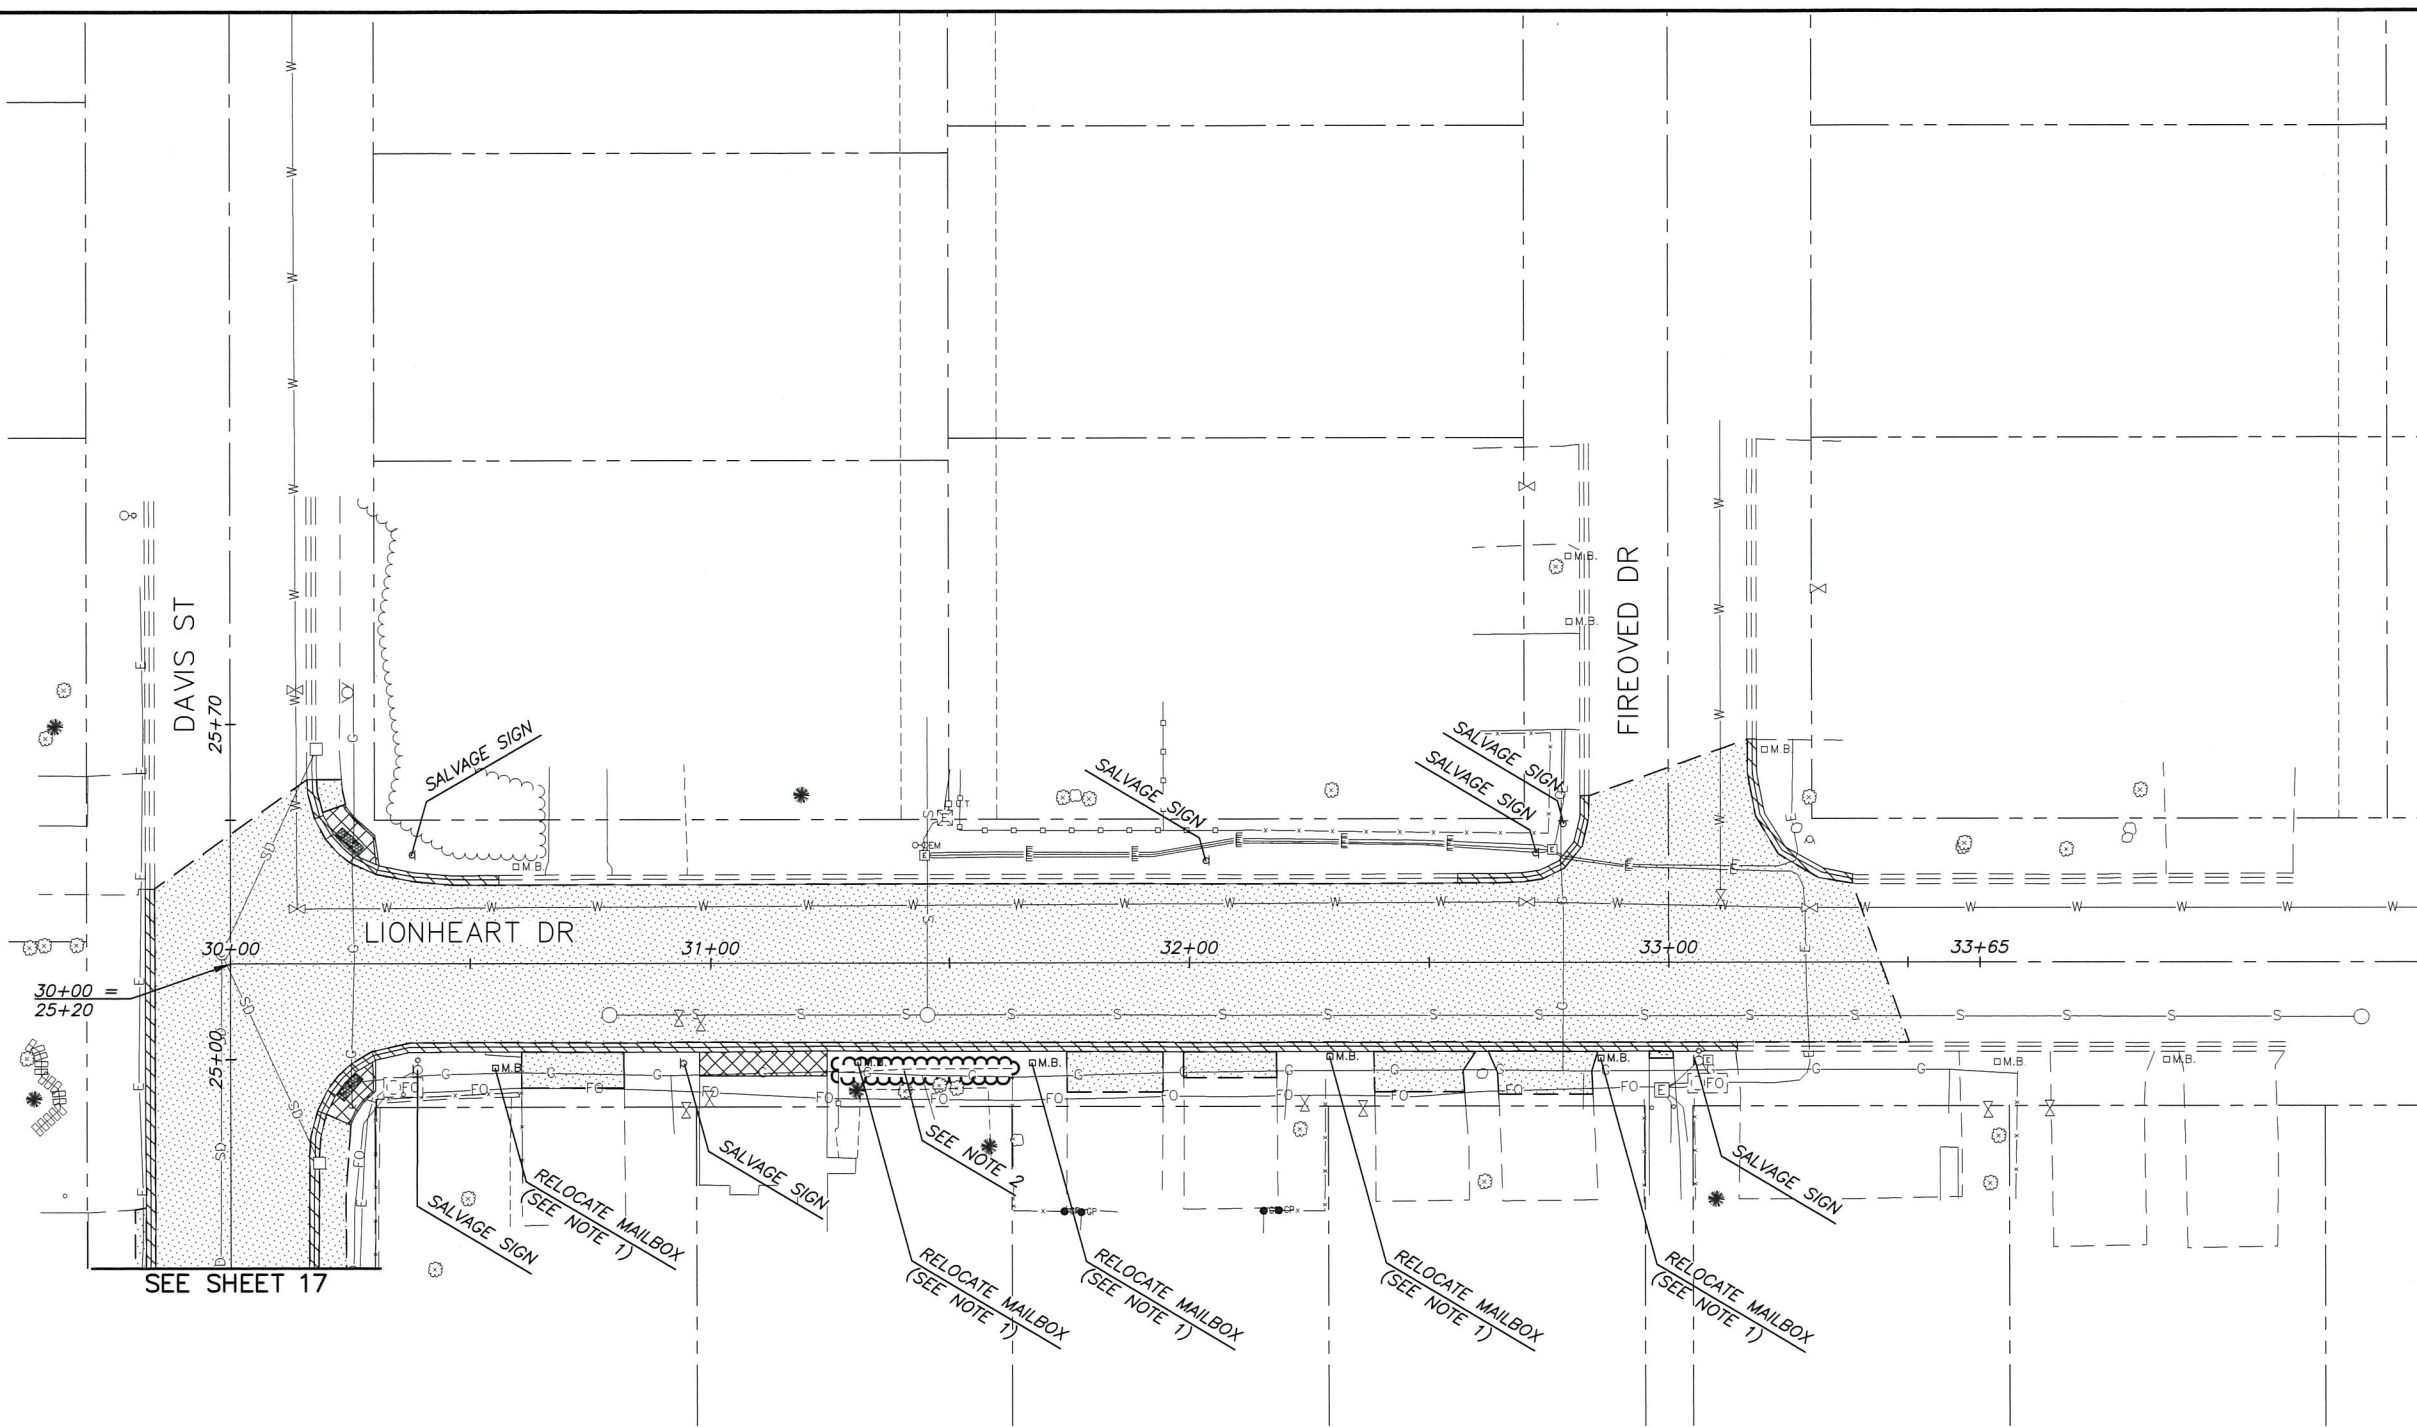 DAVIS ST
25+70
SALVAGE SIGN
SALVAGE SIGN
SALVAGE SIGN
SALVAGE SIGN
FIREOVED DR
M.B.
M.B.
M.B.
M.B.
EM
T
LIONHEART DR
30+00
31+00
32+00
33+00
33+65
30+00 =
25+20
25+00
M.B.
M.B.
M.B.
M.B.
M.B.
M.B.
M.B.
SALVAGE SIGN
RELOCATE MAILBOX
(SEE NOTE 1)
SALVAGE SIGN
SEE NOTE 2
RELOCATE MAILBOX
(SEE NOTE 1)
RELOCATE MAILBOX
(SEE NOTE 1)
RELOCATE MAILBOX
(SEE NOTE 1)
RELOCATE MAILBOX
(SEE NOTE 1)
SALVAGE SIGN
GP
GP
SEE SHEET 17